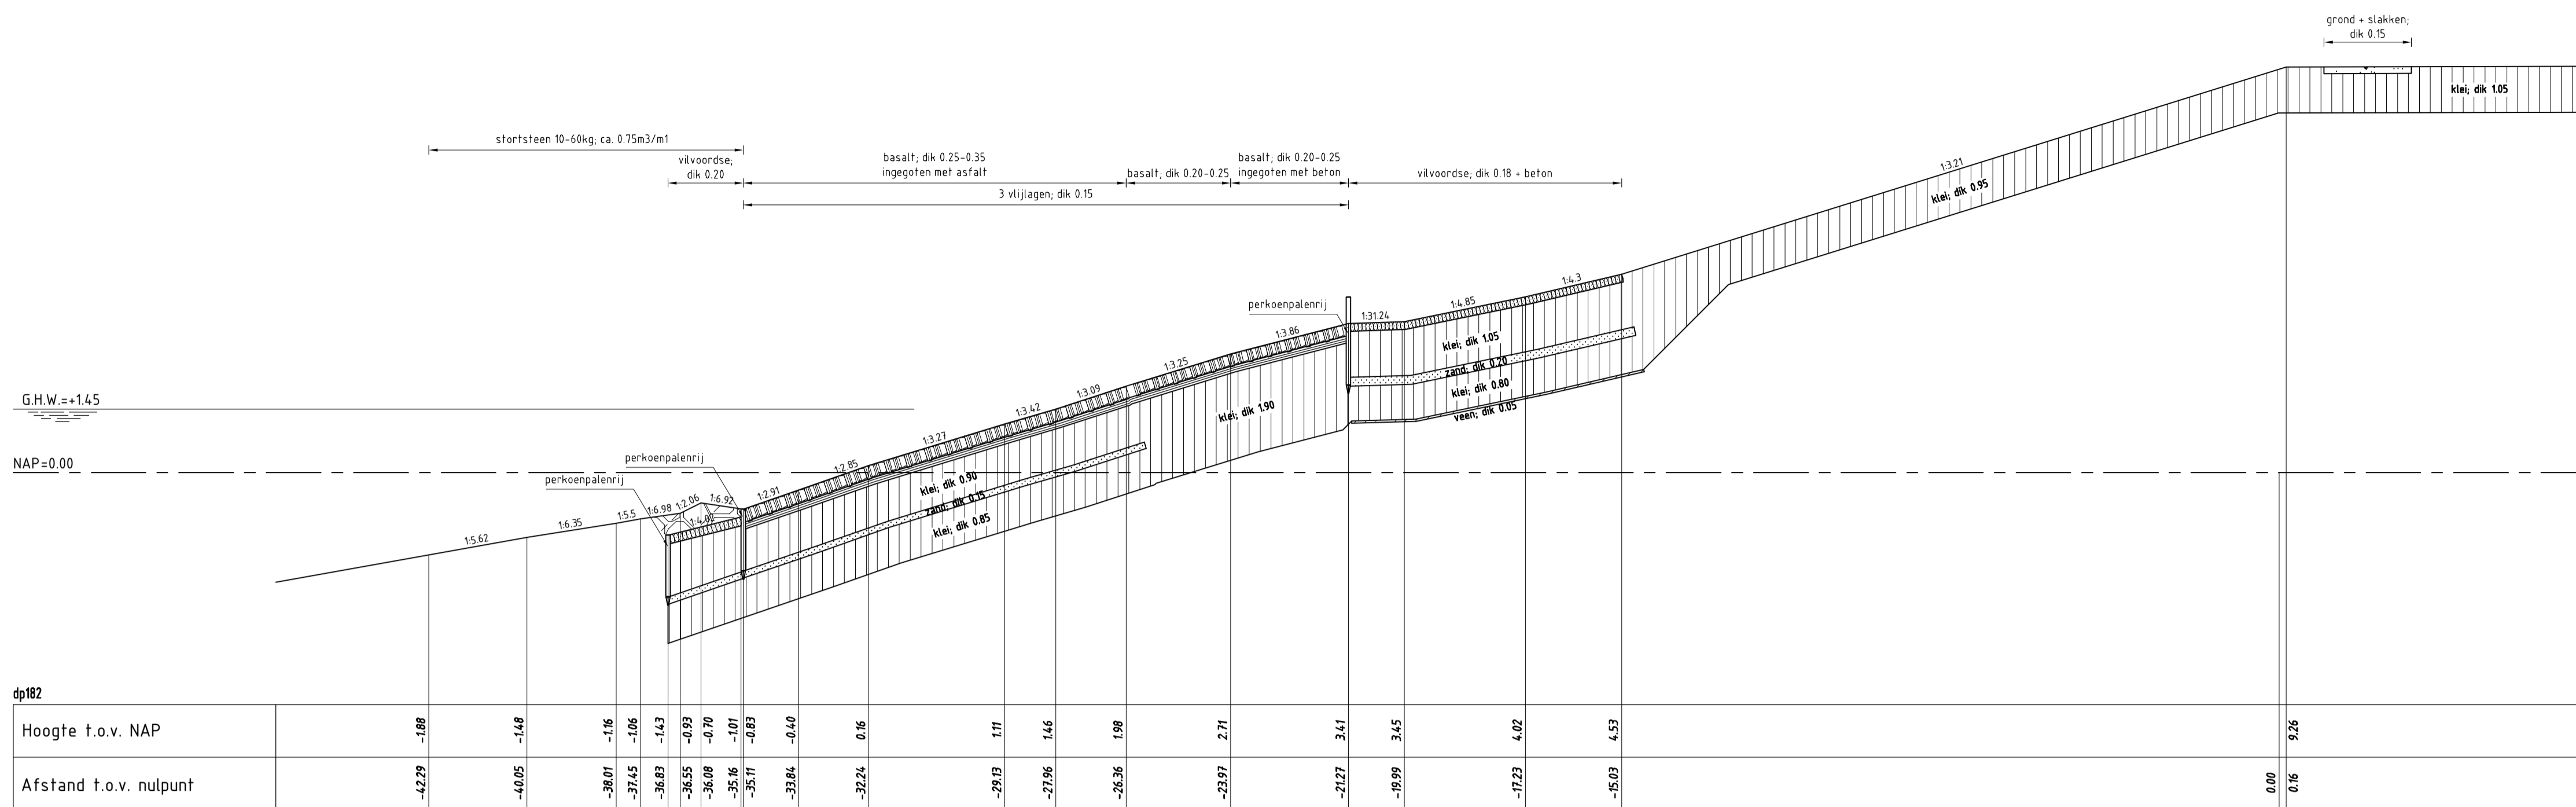 grond + slakken;
dik 0.15
klei; dik 1.05
stortsteen 10-60kg; ca. 0.75m3/m1
vilvoordse;
dik 0.20
basalt; dik 0.25-0.35
ingegoten met asfalt
basalt; dik 0.20-0.25
basalt; dik 0.20-0.25
ingegoten met beton
vilvoordse; dik 0.18 + beton
3 vlijlagen; dik 0.15
1:3.21
klei; dik 0.95
perkoenpalenrij
1:31.24
1:4.85
1:4.3
1:3.86
1:3.25
1:3.09
1:3.42
1:3.27
1:2.85
1:2.91
klei; dik 1.05
zand; dik 0.20
klei; dik 0.80
veen; dik 0.05
klei; dik 1.90
G.H.W.=+1.45
NAP=0.00
perkoenpalenrij
perkoenpalenrij
klei; dik 0.90
zand; dik 0.15
klei; dik 0.85
1:5.62
1:6.35
1:5.5
1:6.98
1:2.06
1:6.92
1:4.02
dp182
Hoogte t.o.v. NAP
-1.88
-1.48
-1.16
-1.06
-1.43
-0.93
-0.70
-1.01
-0.83
-0.40
0.16
1.11
1.46
1.98
2.71
3.41
3.45
4.02
4.53
9.26
Afstand t.o.v. nulpunt
-42.29
-40.05
-38.01
-37.45
-36.83
-36.55
-36.08
-35.16
-35.11
-33.84
-32.24
-29.13
-27.96
-26.36
-23.97
-21.27
-19.99
-17.23
-15.03
0.00
0.16